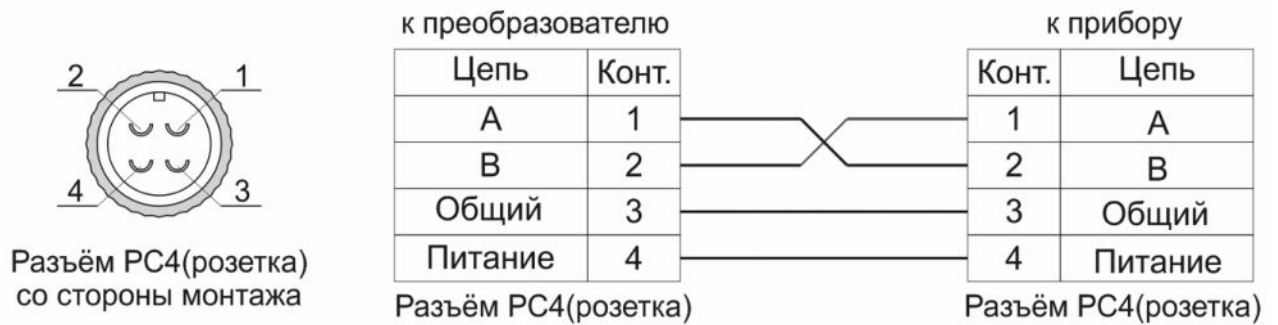 2 1
4 3
Разъём РС4(розетка)
со стороны монтажа
к преобразователю
Цепь Конт.
А 1
В 2
Общий 3
Питание 4
Разъём РС4(розетка)
к прибору
Конт. Цепь
1 А
2 В
3 Общий
4 Питание
Разъём РС4(розетка)